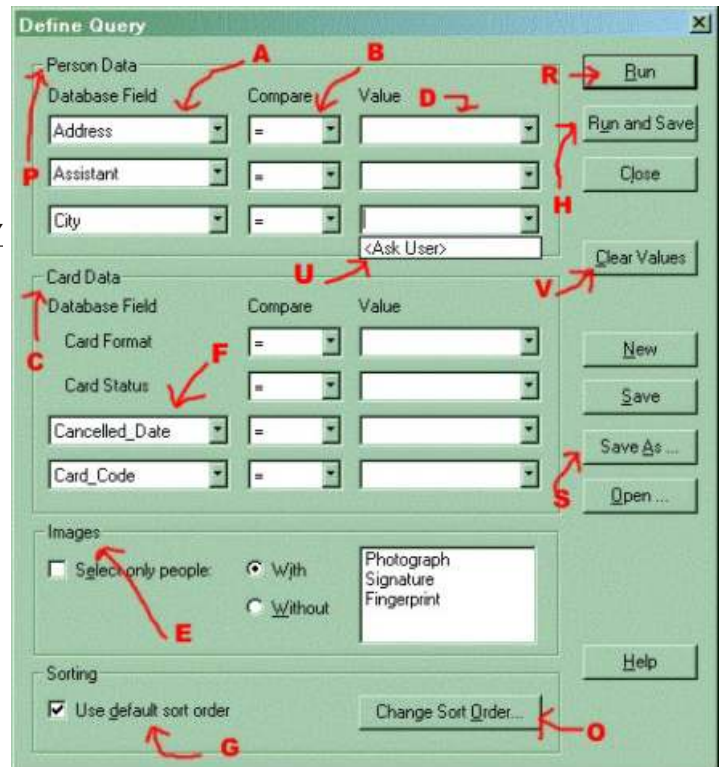 Define Query
Person Data A B
Database Field Compare Value D R Run
Address = Run and Save
P Assistant = Close
H
City =
<Ask User>
U Clear Values
V
Card Data
Database Field Compare Value
C Card Format = New
F
Card Status = Save
Cancelled_Date = Save As ...
Card_Code = S Open ...
Images
Select only people: With Photograph
Signature
Without Fingerprint
E
Help
Sorting
Use default sort order Change Sort Order... O
G